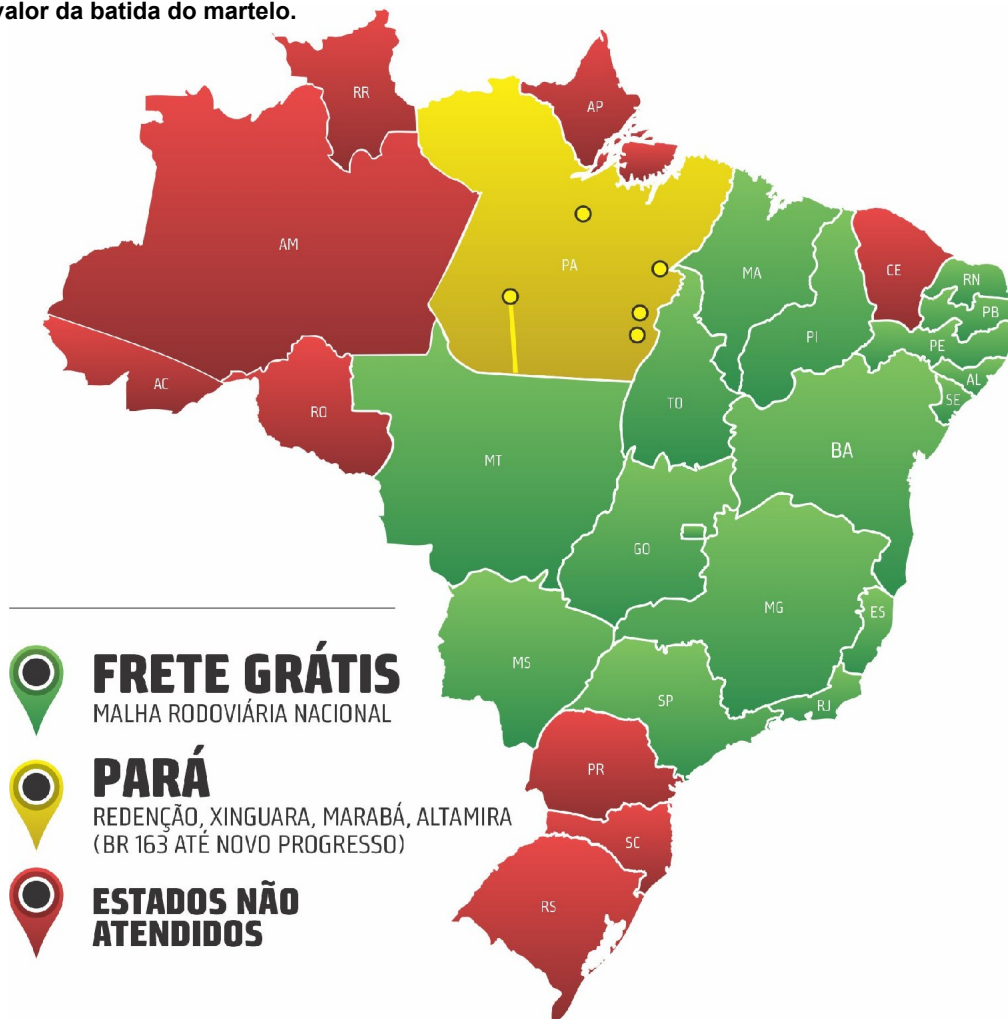 valor da batida do martelo.
RR
AP
AM
PA
MA
CE
RN
PB
PI
PE
AL
SE
AC
RO
TO
BA
MT
GO
MG
ES
MS
SP
RJ
PR
SC
RS
FRETE GRÁTIS
MALHA RODOVIÁRIA NACIONAL
PARÁ
REDENÇÃO, XINGUARA, MARABÁ, ALTAMIRA
(BR 163 ATÉ NOVO PROGRESSO)
ESTADOS NÃO
ATENDIDOS